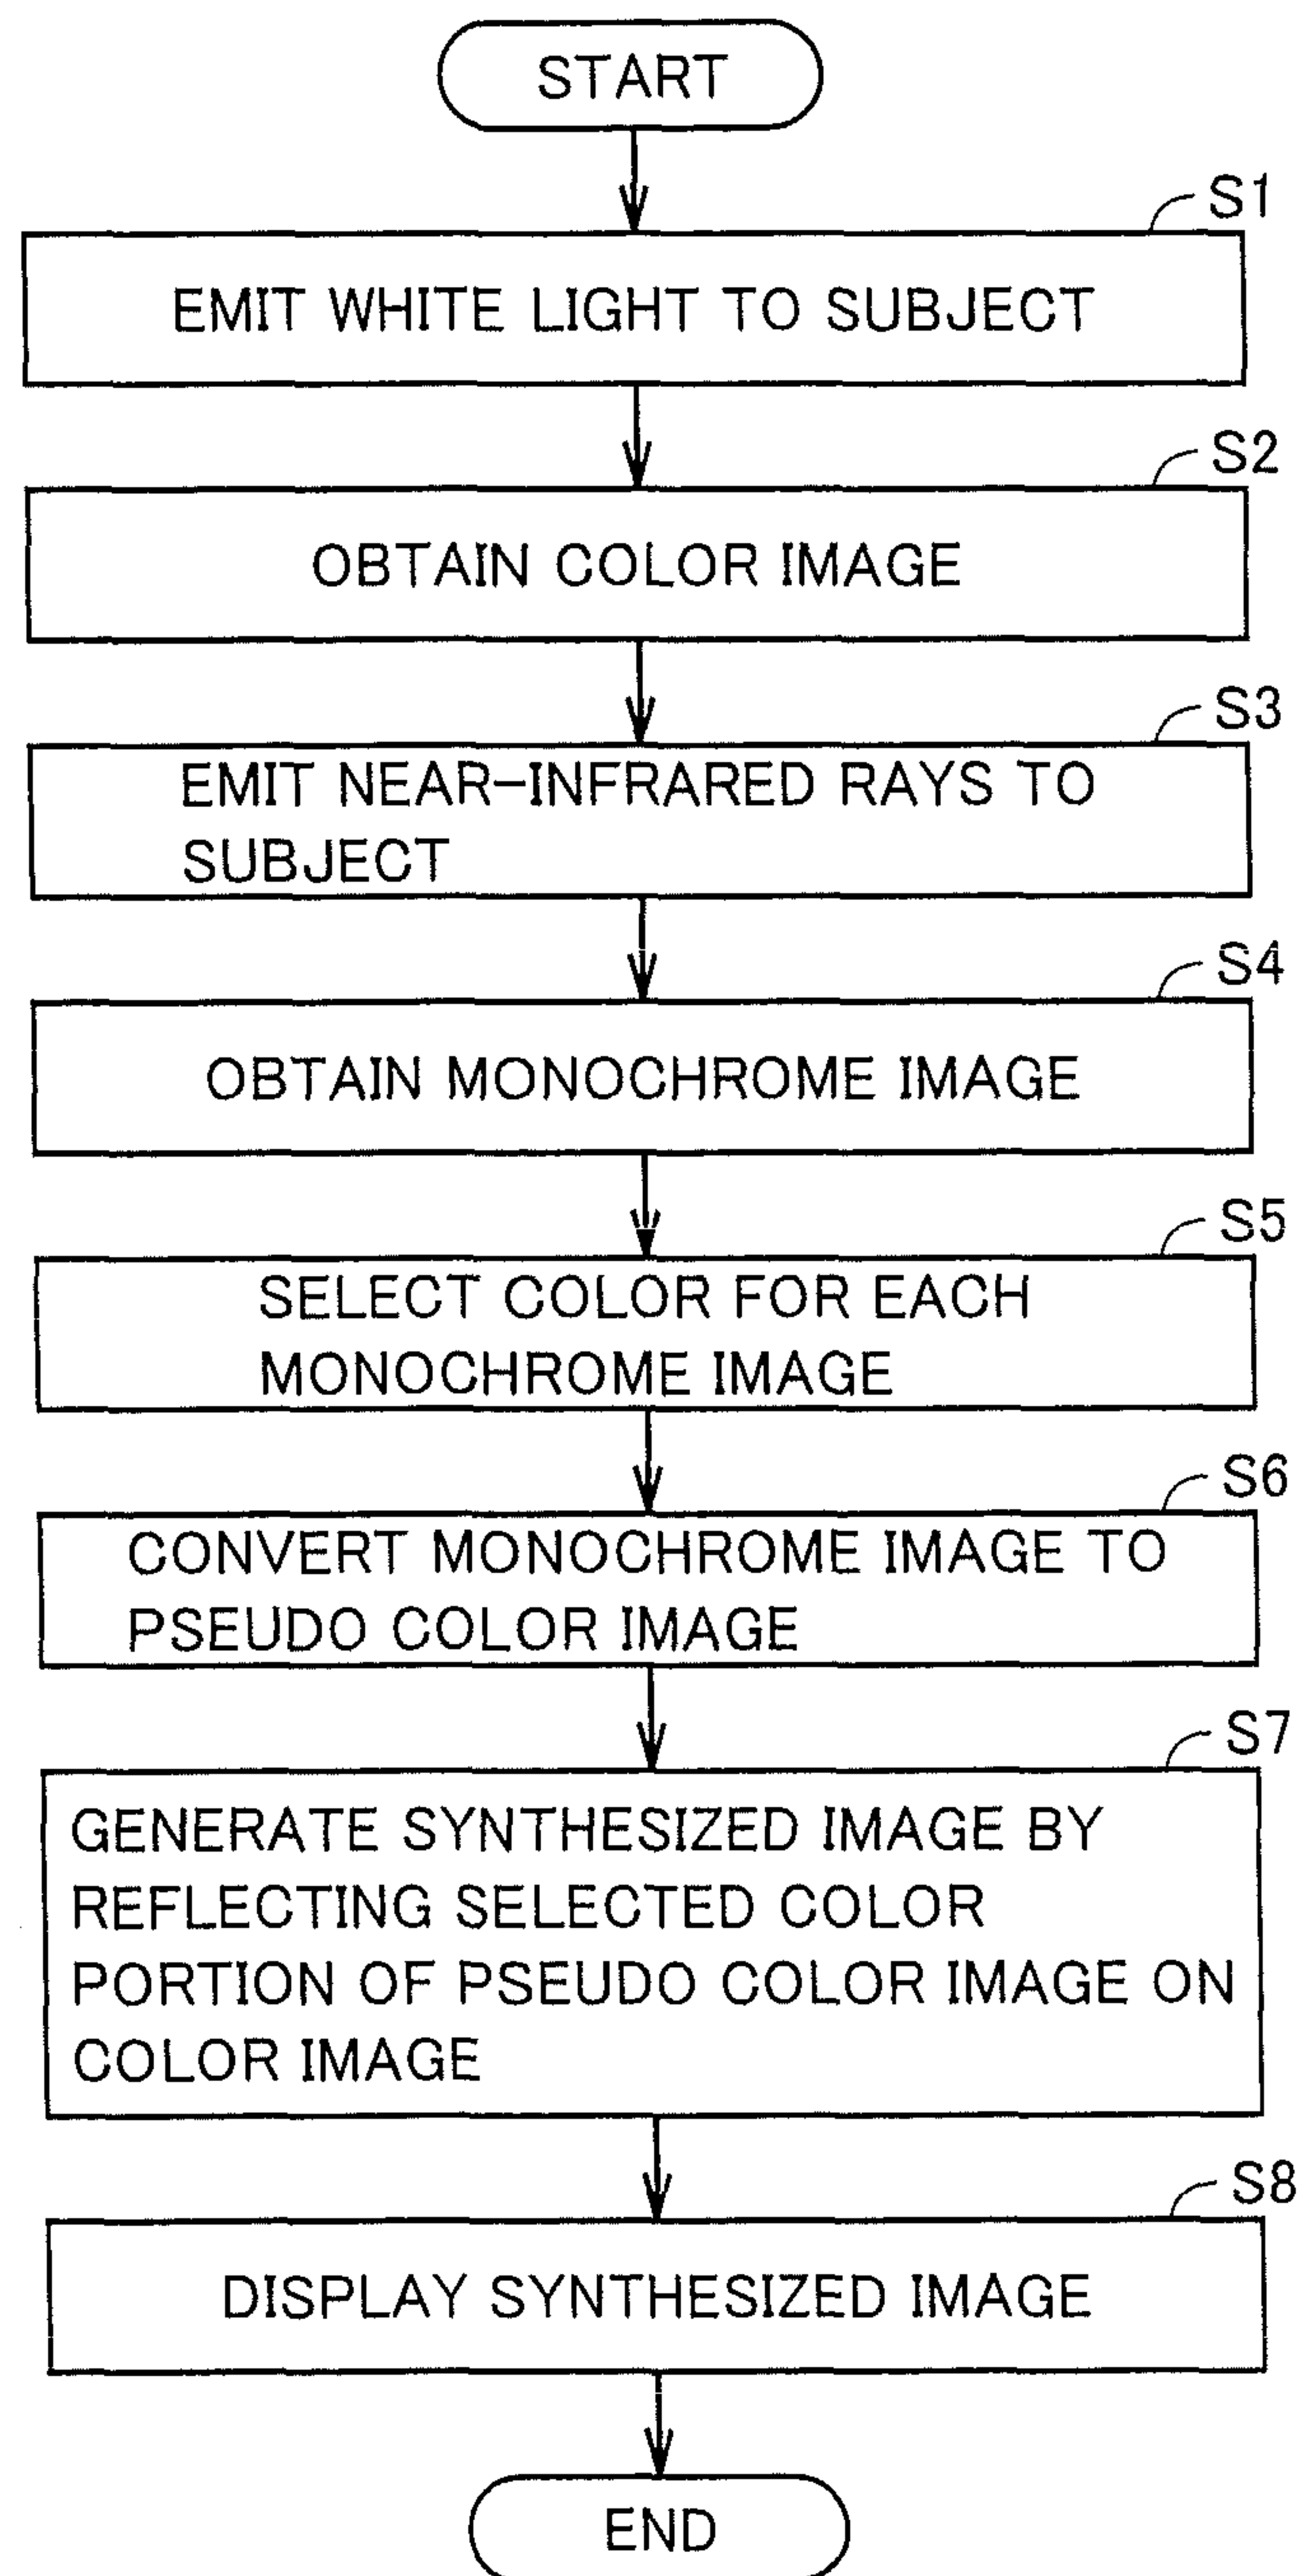 START
S1
EMIT WHITE LIGHT TO SUBJECT
S2
OBTAIN COLOR IMAGE
S3
EMIT NEAR-INFRARED RAYS TO
SUBJECT
S4
OBTAIN MONOCHROME IMAGE
S5
SELECT COLOR FOR EACH
MONOCHROME IMAGE
S6
CONVERT MONOCHROME IMAGE TO
PSEUDO COLOR IMAGE
S7
GENERATE SYNTHESIZED IMAGE BY
REFLECTING SELECTED COLOR
PORTION OF PSEUDO COLOR IMAGE ON
COLOR IMAGE
S8
DISPLAY SYNTHESIZED IMAGE
END